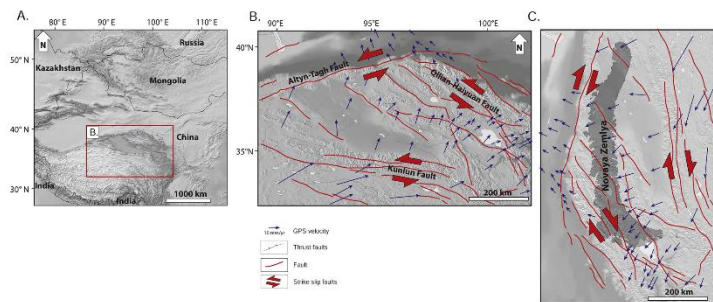 A.
80° E
90° E
100° E
N
50° N
40° N
30° N
Russia
Kazakhstan
Mongolia
B.
China
India
India
1000 km
B.
90°E
95°E
100°E
N
40°N
35°N
Altyn-Tagh Fault
Qilian-Haiyuan Fault
Kunlun Fault
200 km
GPS velocity
Thrust faults
Fault
Strike slip faults
C.
N
Novaya Zemlya
200 km